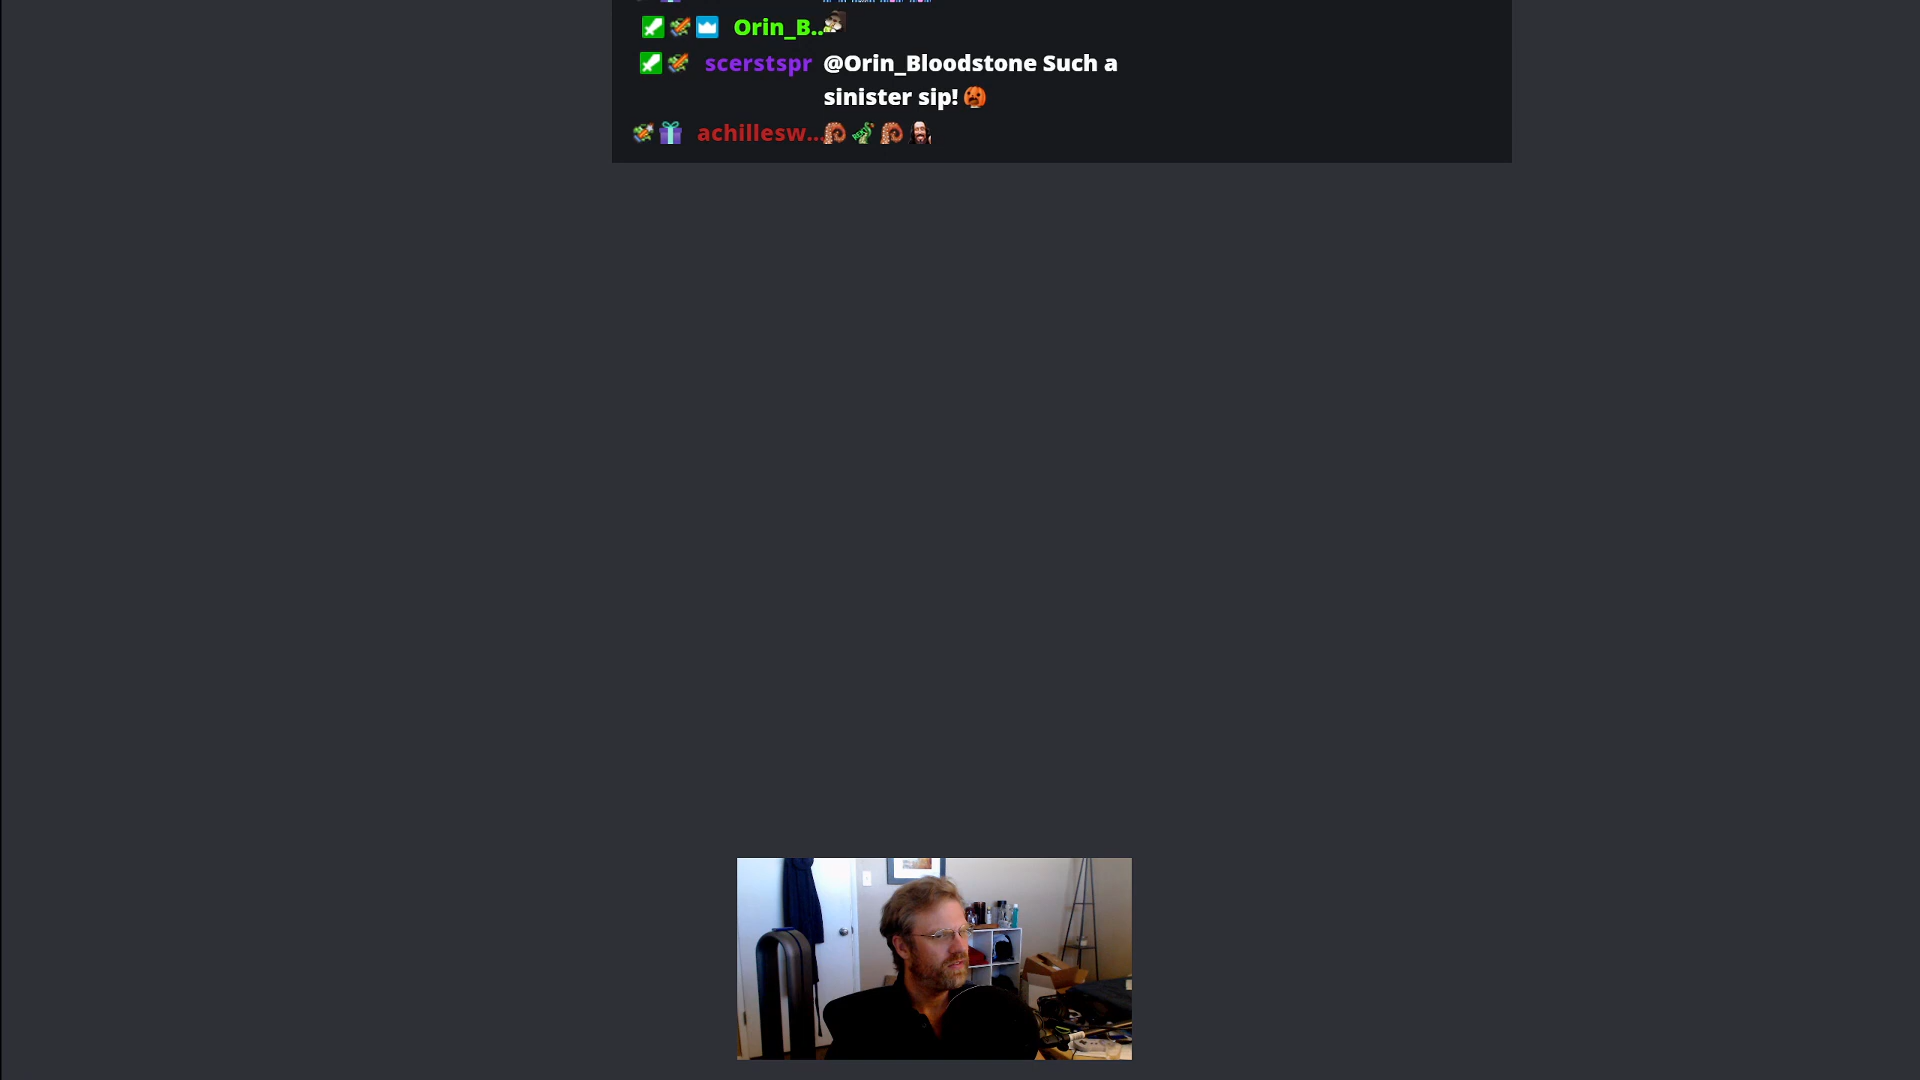 Orin_B..
scerstspr @Orin_Bloodstone Such a
sinister sip!
achillesw...